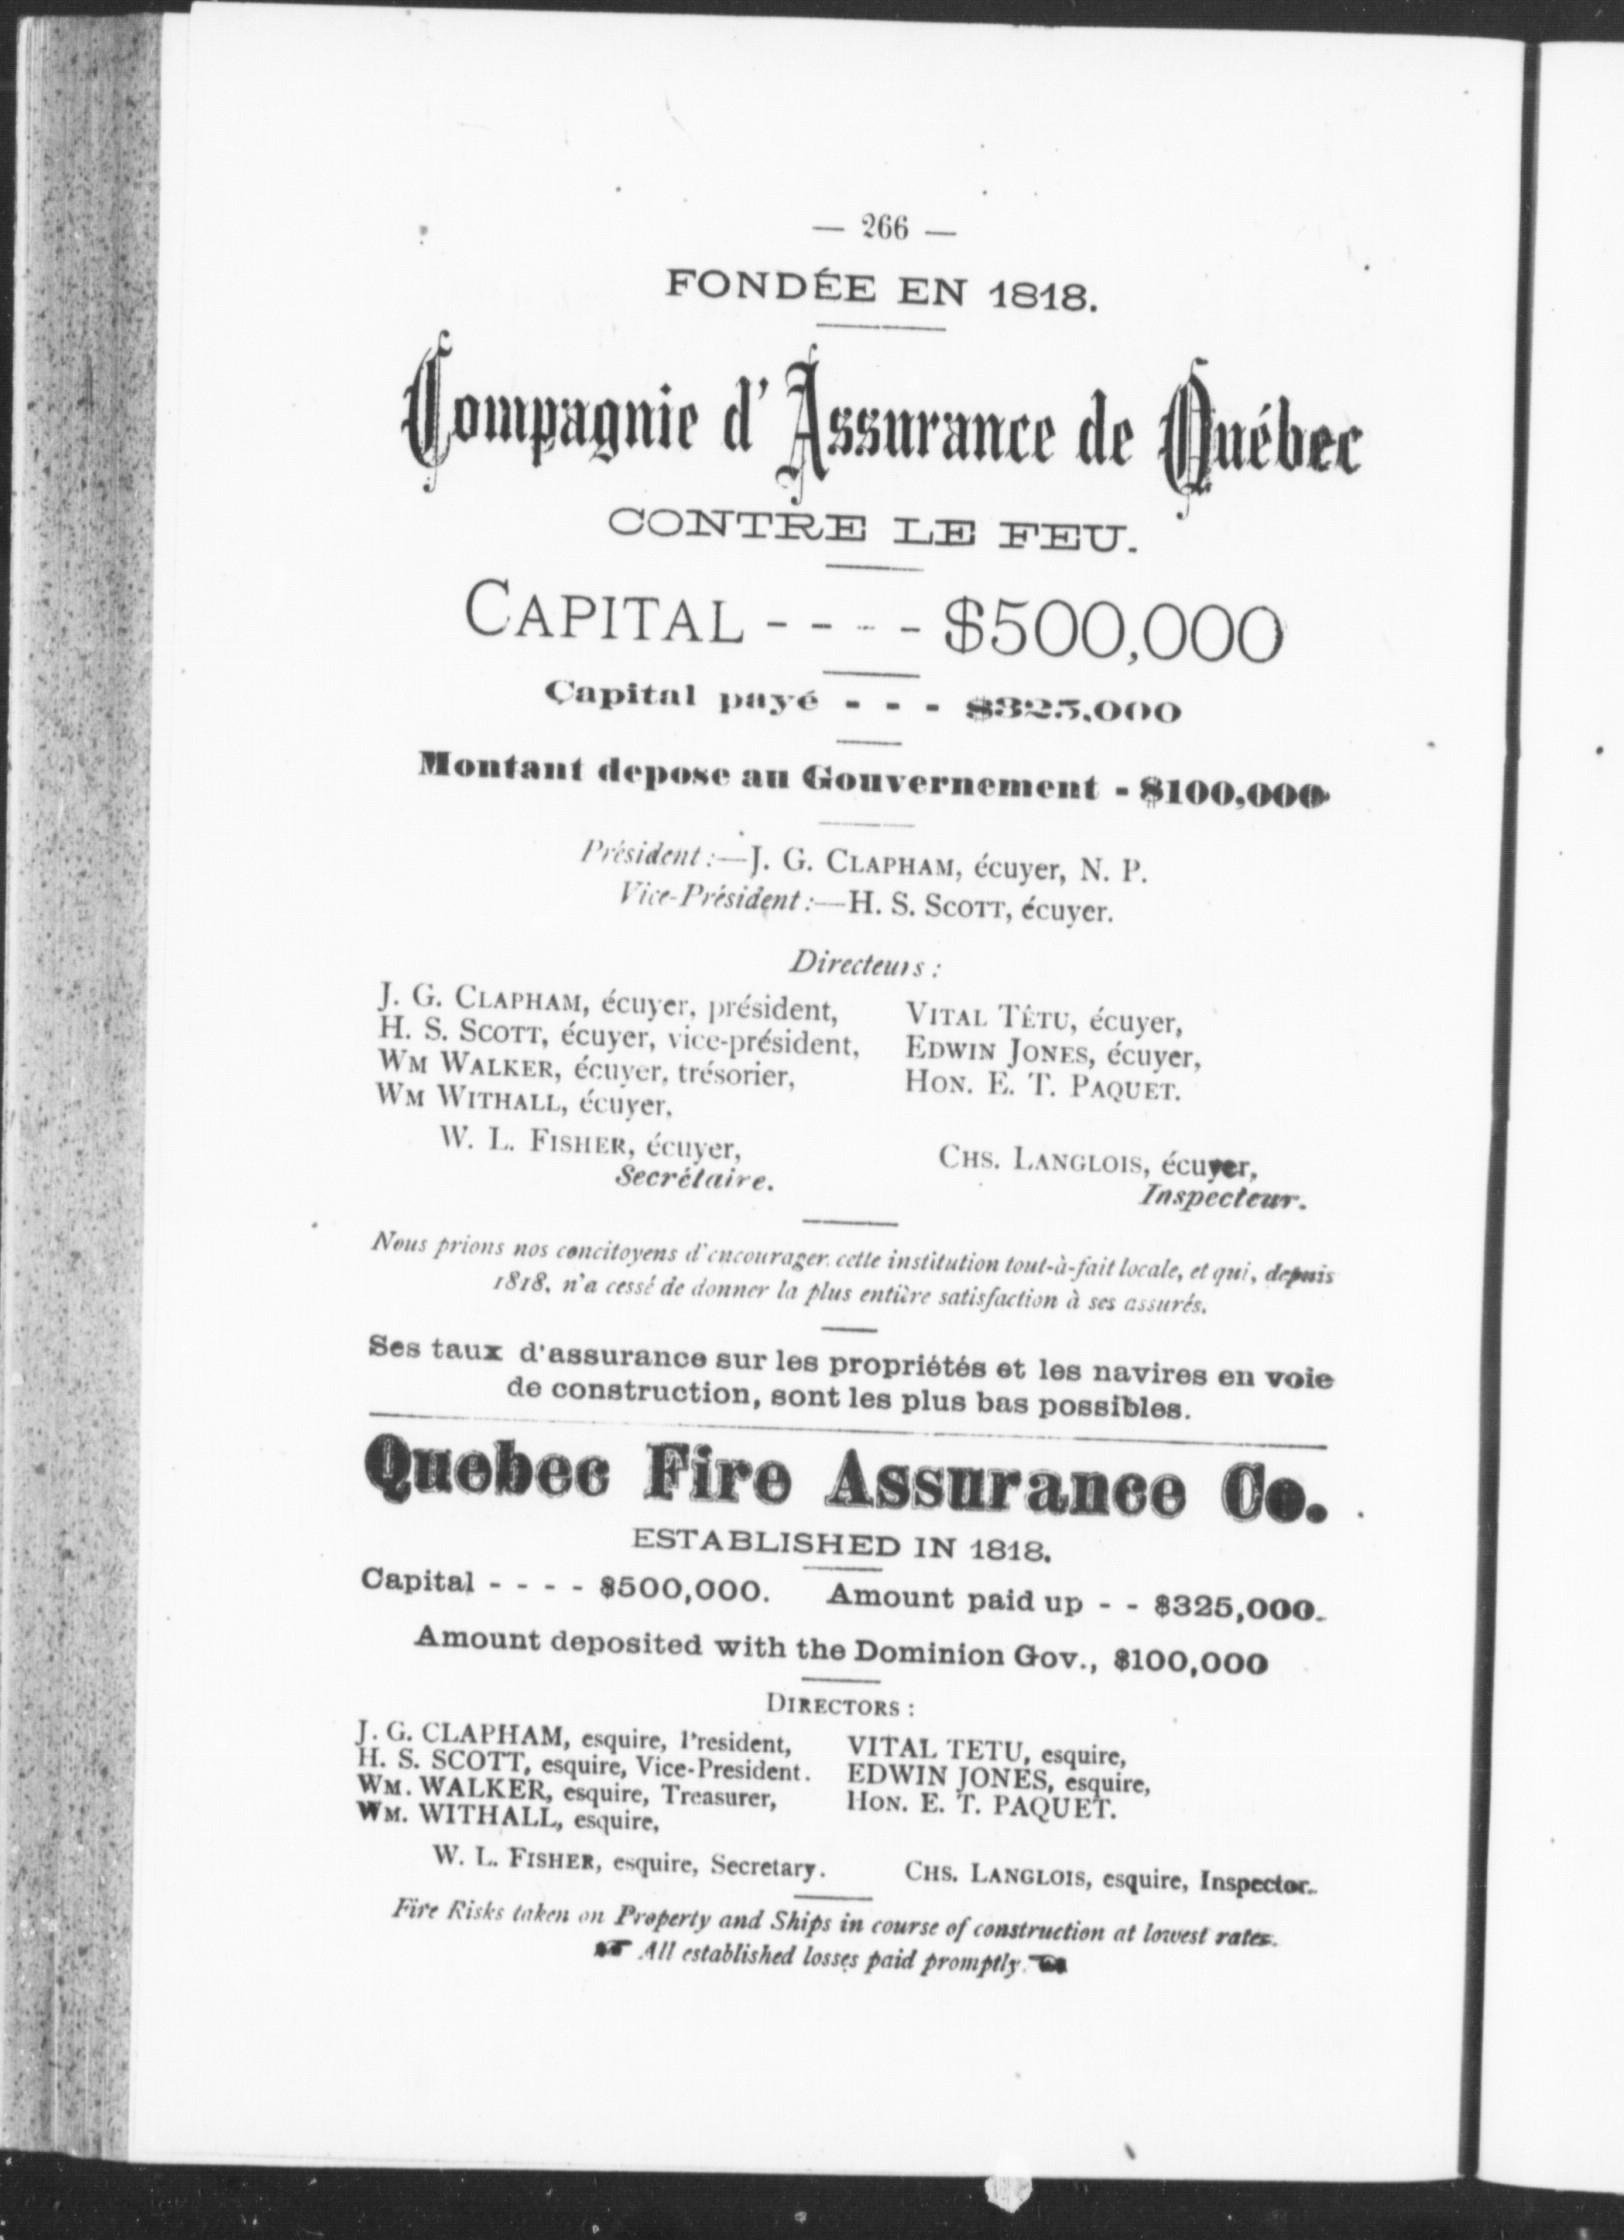 — 266 —
FONDÉE EN 1818.
Compagnie d'Assurance de Québec
CONTRE LE FEU.
CAPITAL - - - - $500,000
Capital payé - - - $325,000
Montant depose au Gouvernement - $100,000
Président :—J. G. CLAPHAM, écuyer, N. P.
Vice-Président :—H. S. SCOTT, écuyer.
Directeurs :
J. G. CLAPHAM, écuyer, président,
H. S. SCOTT, écuyer, vice-président,
WM WALKER, écuyer, trésorier,
WM WITHALL, écuyer,
VITAL TÊTU, écuyer,
EDWIN JONES, écuyer,
HON. E. T. PAQUET.
W. L. FISHER, écuyer,
Secrétaire.
CHS. LANGLOIS, écuyer,
Inspecteur.
Nous prions nos concitoyens d'encourager cette institution tout-à-fait locale, et qui, depuis
1818, n'a cessé de donner la plus entière satisfaction à ses assurés.
Ses taux d'assurance sur les propriétés et les navires en voie
de construction, sont les plus bas possibles.
Quebec Fire Assurance Co.
ESTABLISHED IN 1818.
Capital - - - - $500,000. Amount paid up - - $325,000.
Amount deposited with the Dominion Gov., $100,000
DIRECTORS :
J. G. CLAPHAM, esquire, President,
H. S. SCOTT, esquire, Vice-President.
WM. WALKER, esquire, Treasurer,
WM. WITHALL, esquire,
VITAL TETU, esquire,
EDWIN JONES, esquire,
HON. E. T. PAQUET.
W. L. FISHER, esquire, Secretary.
CHS. LANGLOIS, esquire, Inspector.
Fire Risks taken on Property and Ships in course of construction at lowest rates.
☛ All established losses paid promptly. ☚